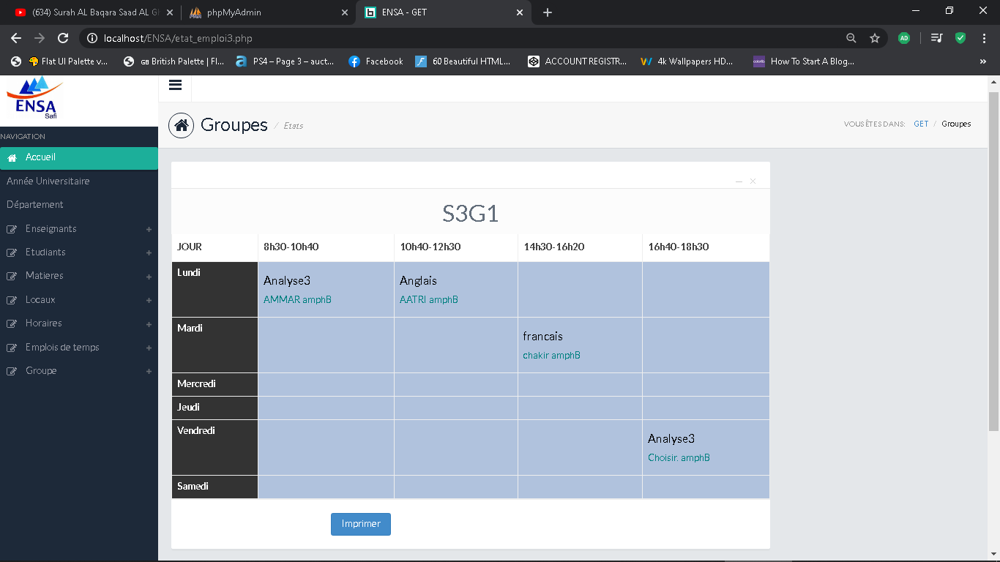 (634) Surah AL Baqara Saad AL Gh
phpMyAdmin
ENSA - GET
localhost/ENSA/etat_emploi3.php
AD
Flat UI Palette v...
GB British Palette | Fl...
PS4 – Page 3 – auct...
Facebook
60 Beautiful HTML...
ACCOUNT REGISTR...
4k Wallpapers HD...
How To Start A Blog...
»
ENSA
Safi
NAVIGATION
Accueil
Année Universitaire
Département
Enseignants +
Etudiants +
Matieres +
Locaux +
Horaires +
Emplois de temps +
Groupe +
Groupes / Etats
VOUS ÊTES DANS: GET / Groupes
S3G1
JOUR 8h30-10h40 10h40-12h30 14h30-16h20 16h40-18h30
Lundi
Analyse3 Anglais
AMMAR amphB AATRI amphB
Mardi
francais
chakir amphB
Mercredi
Jeudi
Vendredi
Analyse3
Choisir. amphB
Samedi
Imprimer